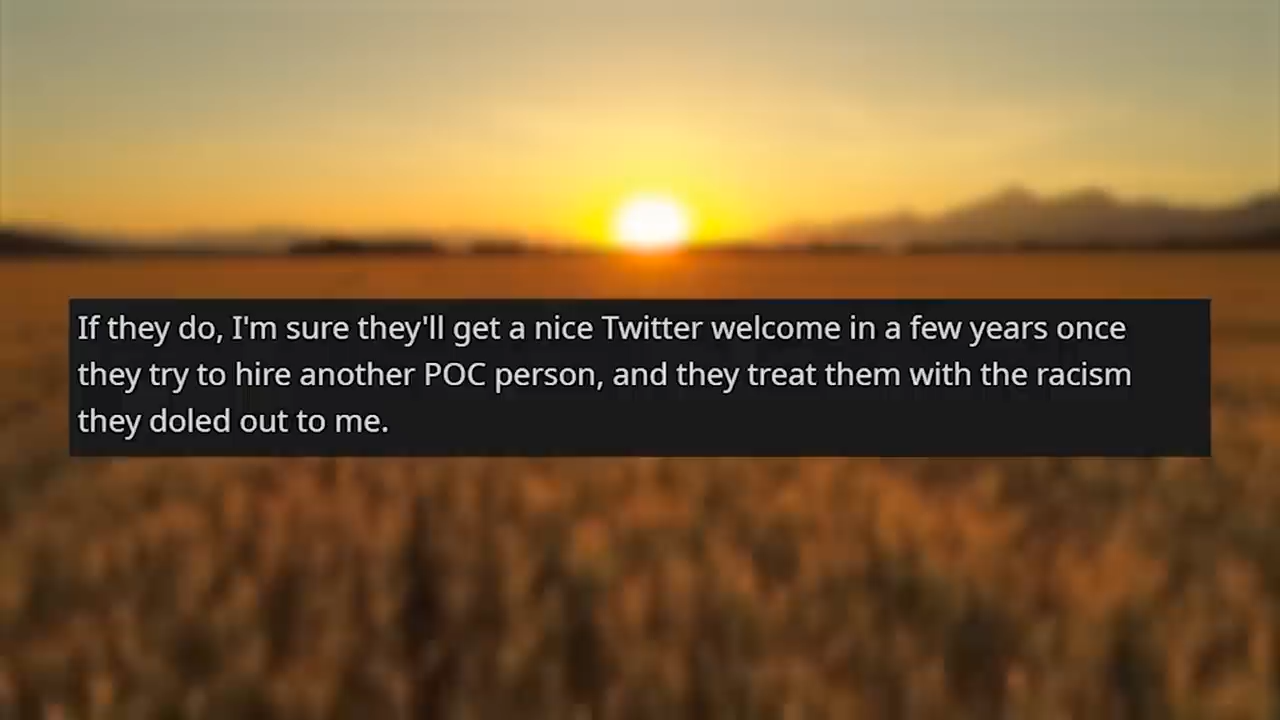 If they do, I'm sure they'll get a nice Twitter welcome in a few years once
they try to hire another POC person, and they treat them with the racism
they doled out to me.